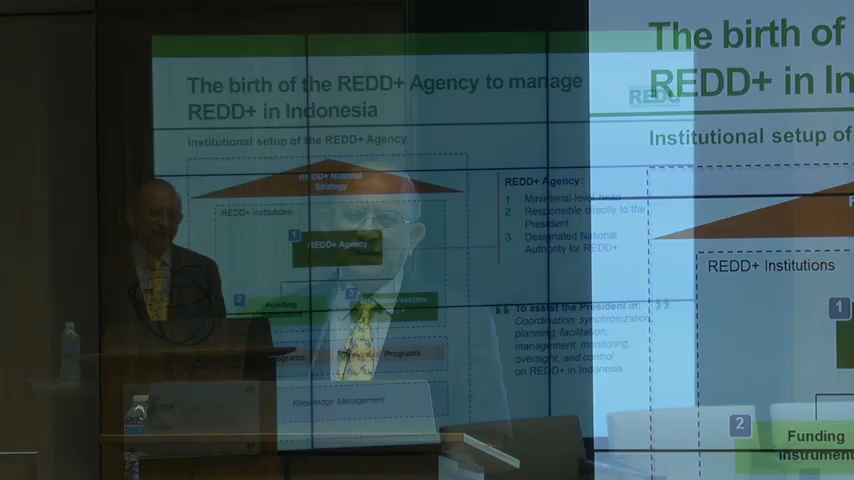 The birth of the REDD+ Agency to manage
REDD+ in Indonesia
Institutional setup of the REDD+ Agency
REDD+ National
Strategy
REDD+ Institutions
1
REDD+ Agency
2
Funding
3
Programs
Knowledge Management
REDD+ Agency:
1. Ministerial-level head
2 Responsible directly to the
President
3. Designated National
Authority for REDD+
" To assist the President in: "
Coordination, synchronization,
planning, facilitation,
management, monitoring,
oversight, and control
on REDD+ in Indonesia
The birth of
REDD+ in In
Institutional setup of
REDD+ Institutions
1
2
Funding
Instrument